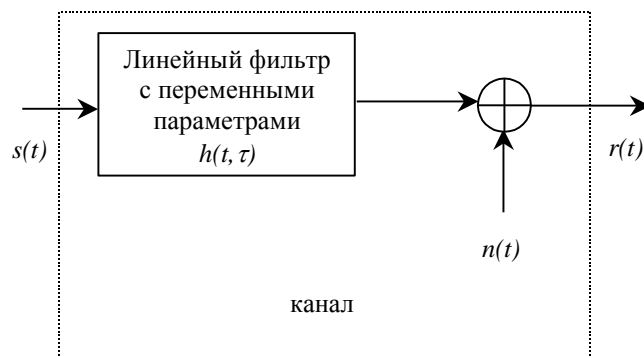 Линейный фильтр
с переменными
параметрами
h(t, τ)
s(t)
r(t)
n(t)
канал